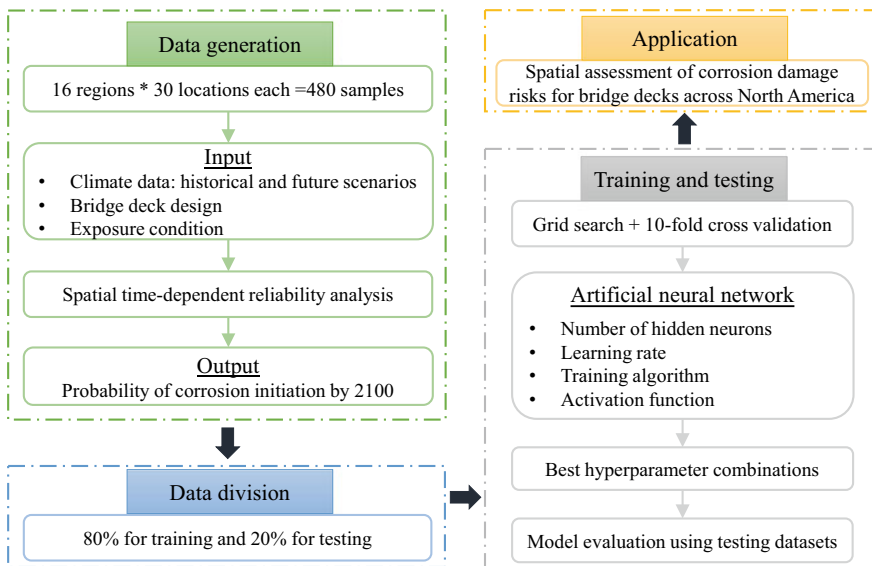 Data generation
16 regions * 30 locations each =480 samples
Input
• Climate data: historical and future scenarios
• Bridge deck design
• Exposure condition
Spatial time-dependent reliability analysis
Output
Probability of corrosion initiation by 2100
Data division
80% for training and 20% for testing
Application
Spatial assessment of corrosion damage
risks for bridge decks across North America
Training and testing
Grid search + 10-fold cross validation
Artificial neural network
• Number of hidden neurons
• Learning rate
• Training algorithm
• Activation function
Best hyperparameter combinations
Model evaluation using testing datasets